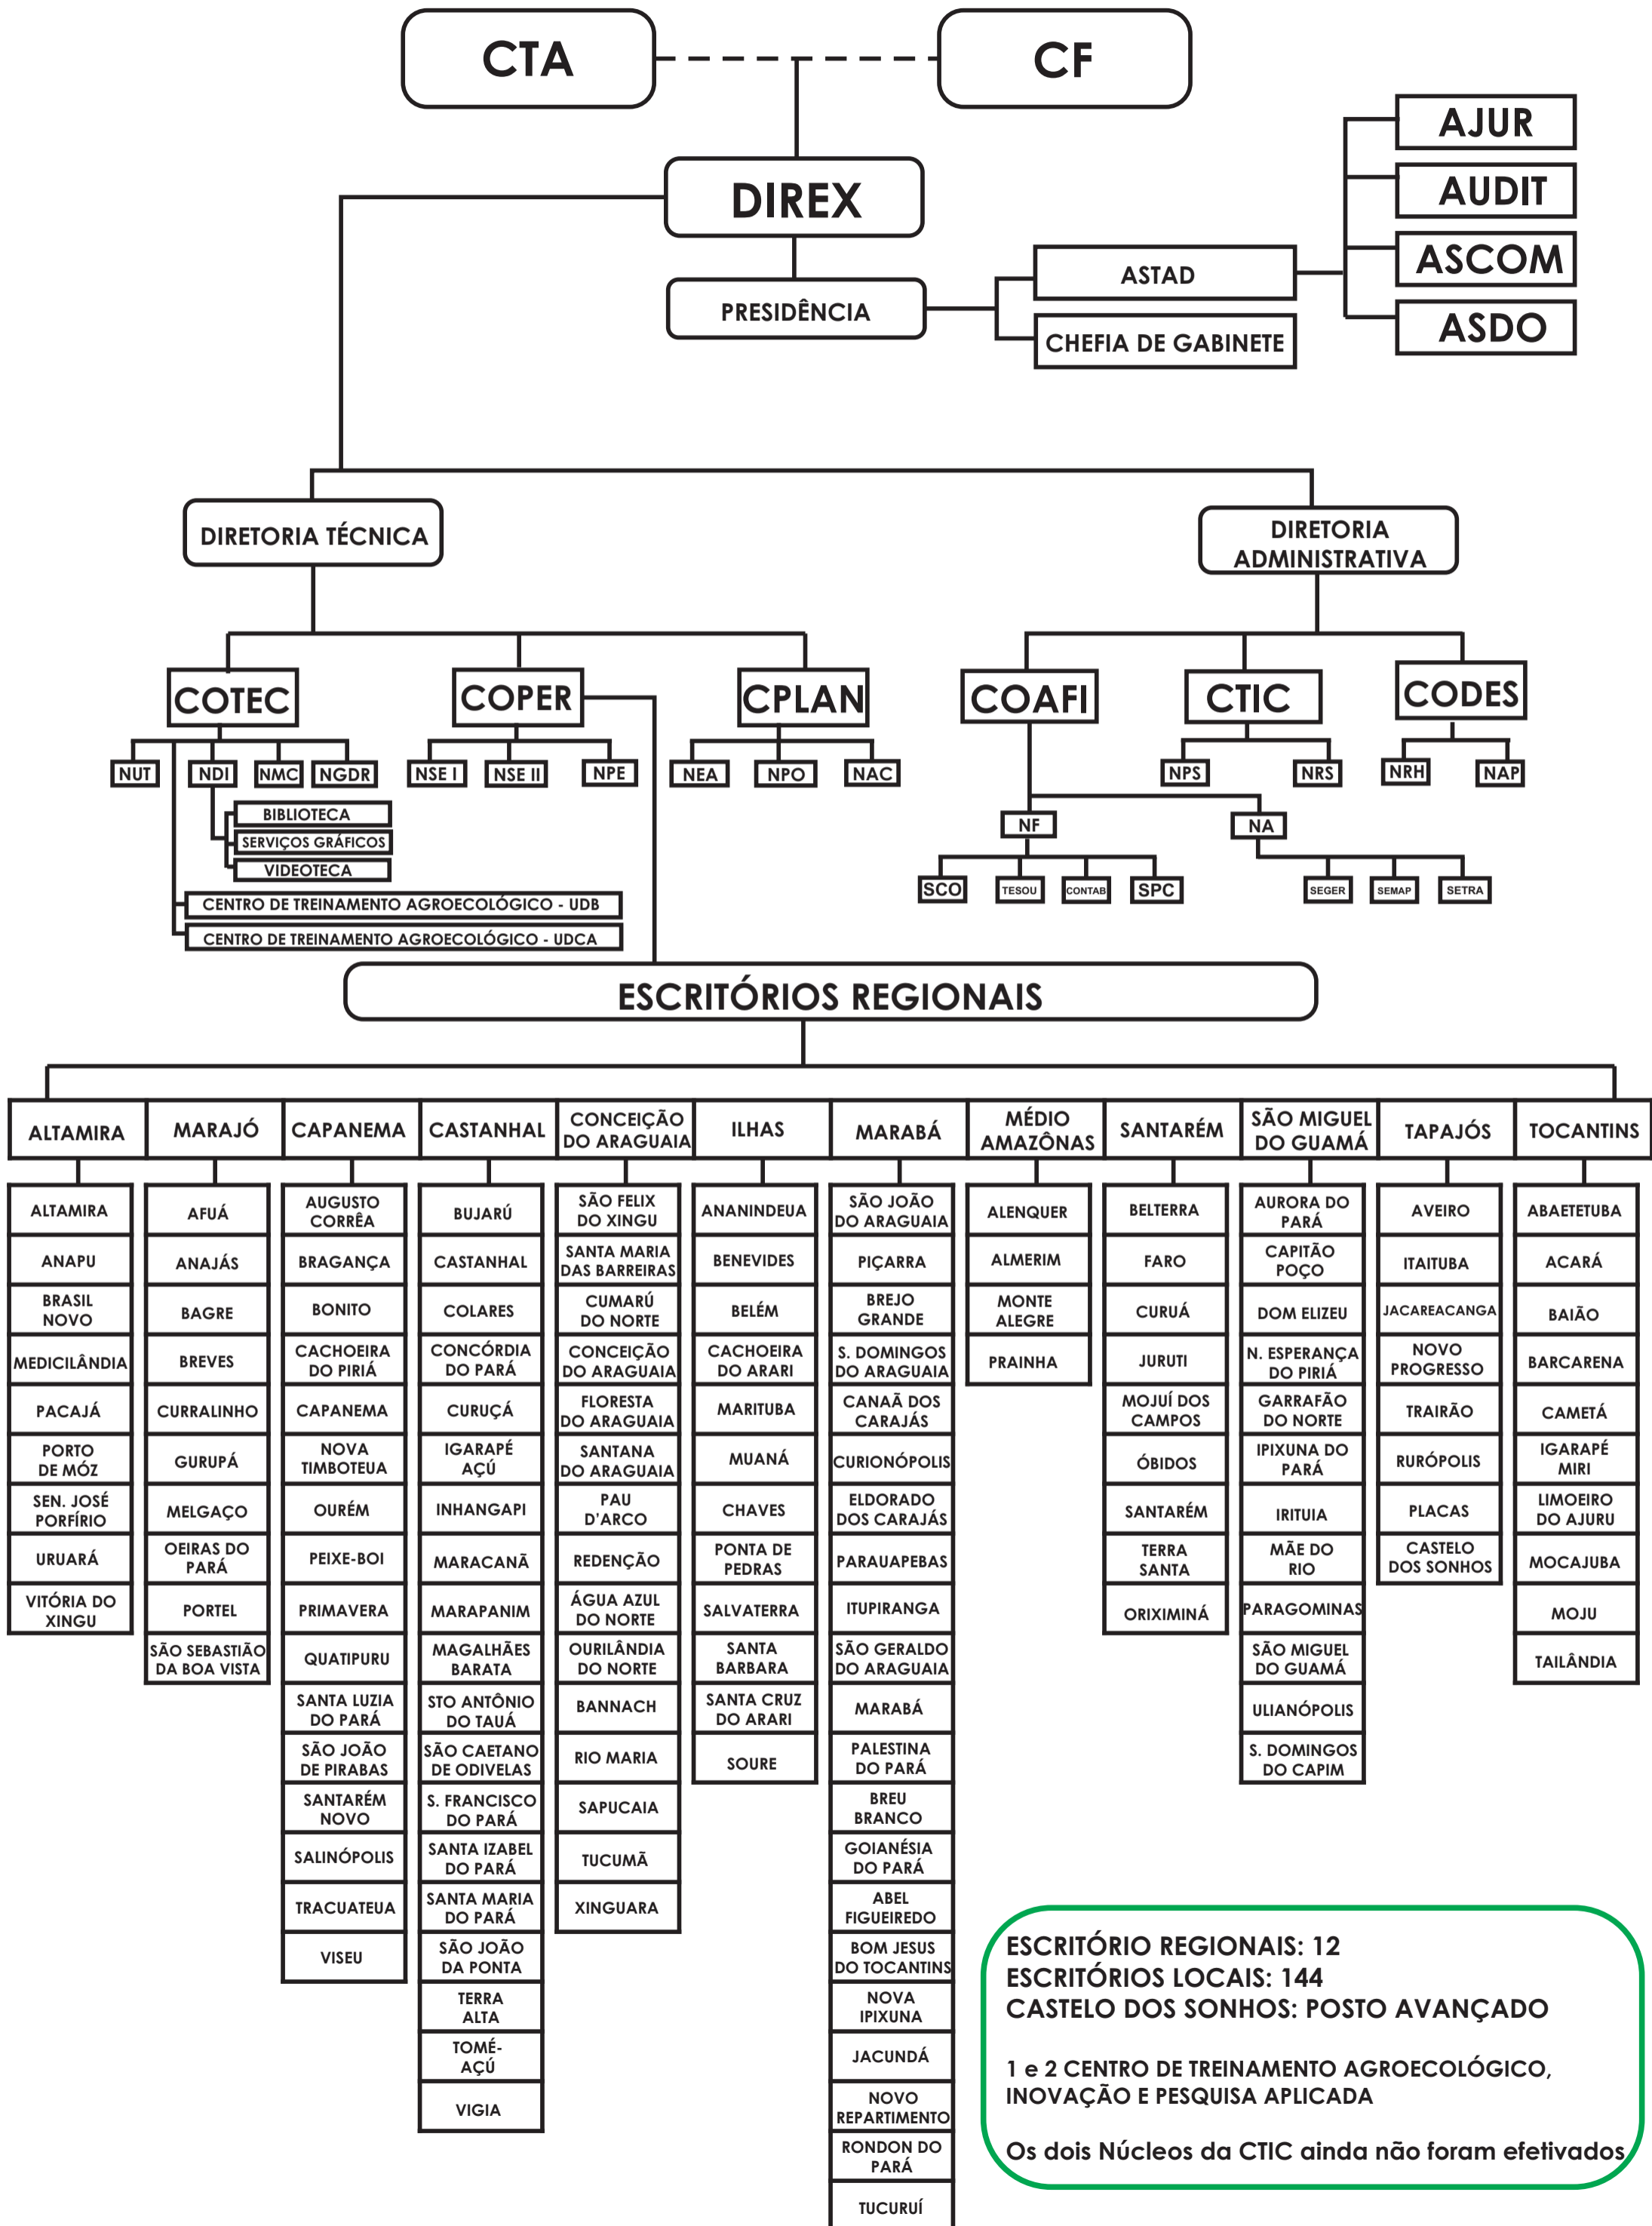 CTA
CF
AJUR
AUDIT
ASCOM
ASDO
DIREX
PRESIDÊNCIA
ASTAD
CHEFIA DE GABINETE
DIRETORIA TÉCNICA
DIRETORIA
ADMINISTRATIVA
COTEC
COPER
CPLAN
COAFI
CTIC
CODES
NUT
NDI
NMC
NGDR
NSE I
NSE II
NPE
NEA
NPO
NAC
NPS
NRS
NRH
NAP
BIBLIOTECA
SERVIÇOS GRÁFICOS
VIDEOTECA
NF
NA
SCO
TESOU
CONTAB
SPC
SEGER
SEMAP
SETRA
CENTRO DE TREINAMENTO AGROECOLÓGICO - UDB
CENTRO DE TREINAMENTO AGROECOLÓGICO - UDCA
ESCRITÓRIOS REGIONAIS
ALTAMIRA
ALTAMIRA
ANAPU
BRASIL
NOVO
MEDICILÂNDIA
PACAJÁ
PORTO
DE MÓZ
SEN. JOSÉ
PORFÍRIO
URUARÁ
VITÓRIA DO
XINGU
MARAJÓ
AFUÁ
ANAJÁS
BAGRE
BREVES
CURRALINHO
GURUPÁ
MELGAÇO
OEIRAS DO
PARÁ
PORTEL
SÃO SEBASTIÃO
DA BOA VISTA
CAPANEMA
AUGUSTO
CORRÊA
BRAGANÇA
BONITO
CACHOEIRA
DO PIRIÁ
CAPANEMA
NOVA
TIMBOTEUA
OURÉM
PEIXE-BOI
PRIMAVERA
QUATIPURU
SANTA LUZIA
DO PARÁ
SÃO JOÃO
DE PIRABAS
SANTARÉM
NOVO
SALINÓPOLIS
TRACUATEUA
VISEU
CASTANHAL
BUJARÚ
CASTANHAL
COLARES
CONCÓRDIA
DO PARÁ
CURUÇÁ
IGARAPÉ
AÇÚ
INHANGAPI
MARACANÃ
MARAPANIM
MAGALHÃES
BARATA
STO ANTÔNIO
DO TAUÁ
SÃO CAETANO
DE ODIVELAS
S. FRANCISCO
DO PARÁ
SANTA IZABEL
DO PARÁ
SANTA MARIA
DO PARÁ
SÃO JOÃO
DA PONTA
TERRA
ALTA
TOMÉ-
AÇÚ
VIGIA
CONCEIÇÃO
DO ARAGUAIA
SÃO FELIX
DO XINGU
SANTA MARIA
DAS BARREIRAS
CUMARÚ
DO NORTE
CONCEIÇÃO
DO ARAGUAIA
FLORESTA
DO ARAGUAIA
SANTANA
DO ARAGUAIA
PAU
D'ARCO
REDENÇÃO
ÁGUA AZUL
DO NORTE
OURILÂNDIA
DO NORTE
BANNACH
RIO MARIA
SAPUCAIA
TUCUMÃ
XINGUARA
ILHAS
ANANINDEUA
BENEVIDES
BELÉM
CACHOEIRA
DO ARARI
MARITUBA
MUANÁ
CHAVES
PONTA DE
PEDRAS
SALVATERRA
SANTA
BARBARA
SANTA CRUZ
DO ARARI
SOURE
MARABÁ
SÃO JOÃO
DO ARAGUAIA
PIÇARRA
BREJO
GRANDE
S. DOMINGOS
DO ARAGUAIA
CANAÃ DOS
CARAJÁS
CURIONÓPOLIS
ELDORADO
DOS CARAJÁS
PARAUAPEBAS
ITUPIRANGA
SÃO GERALDO
DO ARAGUAIA
MARABÁ
PALESTINA
DO PARÁ
BREU
BRANCO
GOIANÉSIA
DO PARÁ
ABEL
FIGUEIREDO
BOM JESUS
DO TOCANTINS
NOVA
IPIXUNA
JACUNDÁ
NOVO
REPARTIMENTO
RONDON DO
PARÁ
TUCURUÍ
MÉDIO
AMAZÔNAS
ALENQUER
ALMERIM
MONTE
ALEGRE
PRAINHA
SANTARÉM
BELTERRA
FARO
CURUÁ
JURUTI
MOJUÍ DOS
CAMPOS
ÓBIDOS
SANTARÉM
TERRA
SANTA
ORIXIMINÁ
SÃO MIGUEL
DO GUAMÁ
AURORA DO
PARÁ
CAPITÃO
POÇO
DOM ELIZEU
N. ESPERANÇA
DO PIRIÁ
GARRAFÃO
DO NORTE
IPIXUNA DO
PARÁ
IRITUIA
MÃE DO
RIO
PARAGOMINAS
SÃO MIGUEL
DO GUAMÁ
ULIANÓPOLIS
S. DOMINGOS
DO CAPIM
TAPAJÓS
AVEIRO
ITAITUBA
JACAREACANGA
NOVO
PROGRESSO
TRAIRÃO
RURÓPOLIS
PLACAS
CASTELO
DOS SONHOS
TOCANTINS
ABAETETUBA
ACARÁ
BAIÃO
BARCARENA
CAMETÁ
IGARAPÉ
MIRI
LIMOEIRO
DO AJURU
MOCAJUBA
MOJU
TAILÂNDIA
ESCRITÓRIO REGIONAIS: 12
ESCRITÓRIOS LOCAIS: 144
CASTELO DOS SONHOS: POSTO AVANÇADO
1 e 2 CENTRO DE TREINAMENTO AGROECOLÓGICO,
INOVAÇÃO E PESQUISA APLICADA
Os dois Núcleos da CTIC ainda não foram efetivados